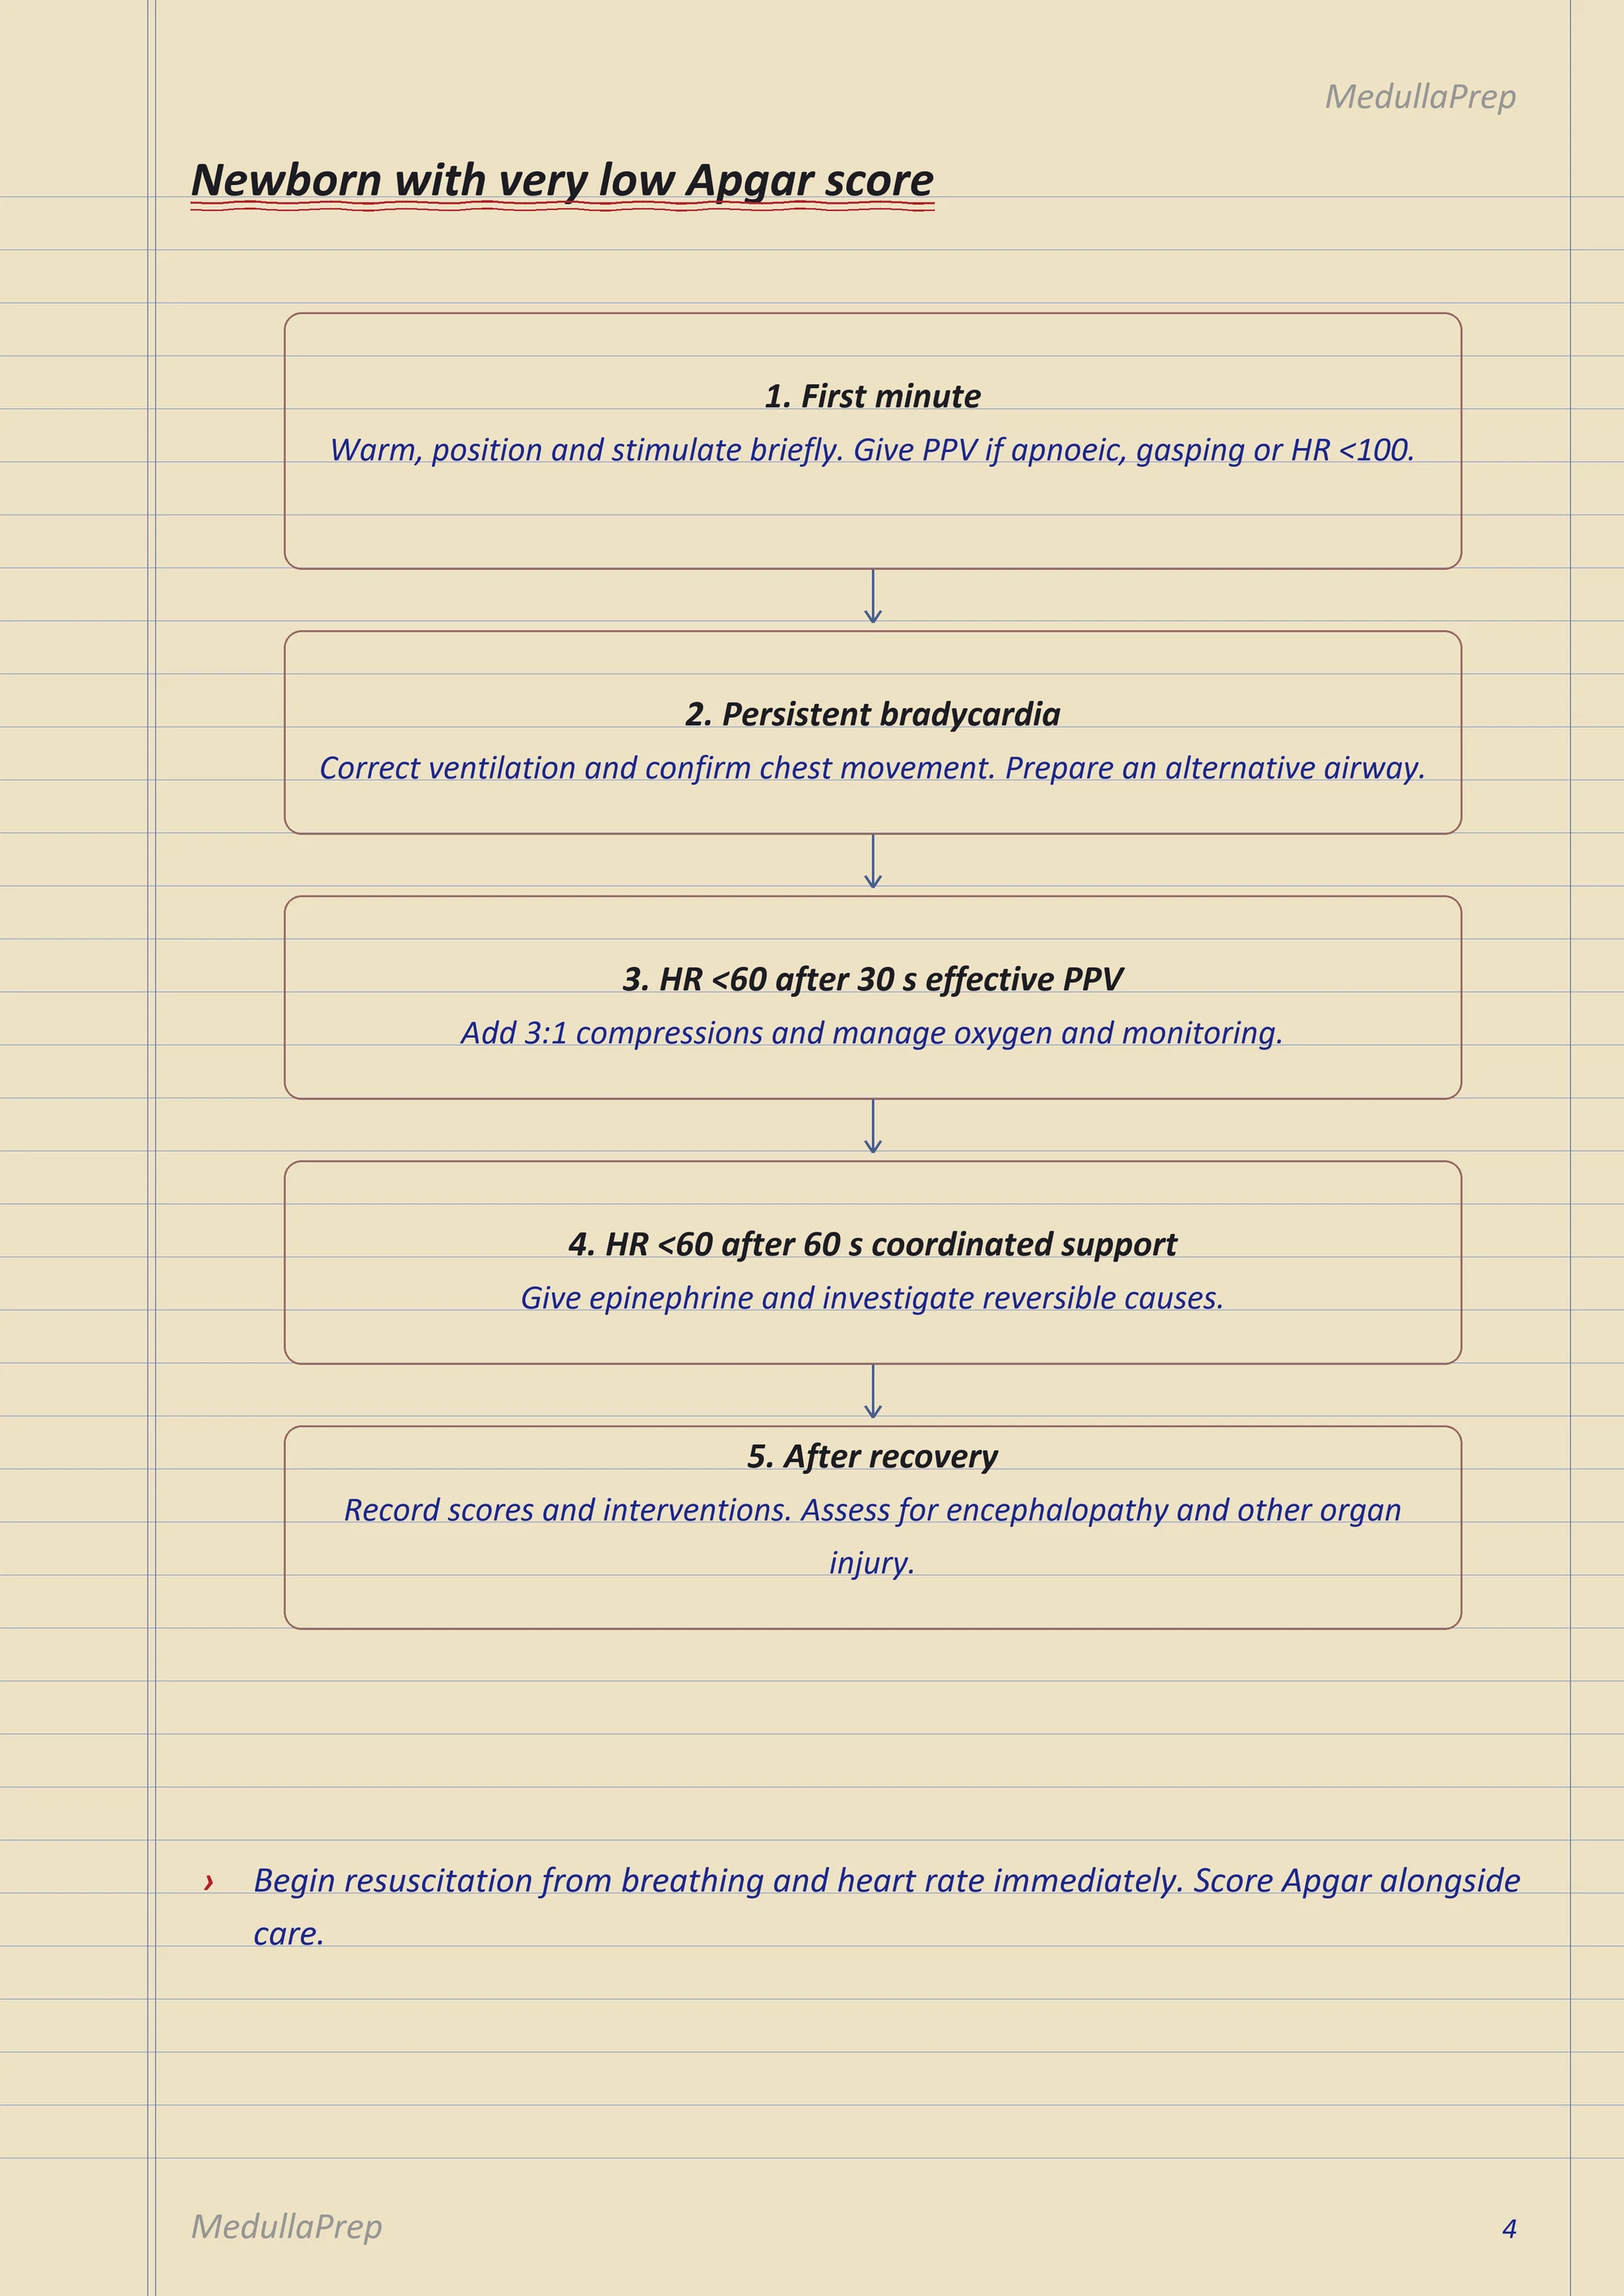 MedullaPrep
Newborn with very low Apgar score
1. First minute
Warm, position and stimulate briefly. Give PPV if apnoeic, gasping or HR <100.
2. Persistent bradycardia
Correct ventilation and confirm chest movement. Prepare an alternative airway.
3. HR <60 after 30 s effective PPV
Add 3:1 compressions and manage oxygen and monitoring.
4. HR <60 after 60 s coordinated support
Give epinephrine and investigate reversible causes.
5. After recovery
Record scores and interventions. Assess for encephalopathy and other organ
injury.
› Begin resuscitation from breathing and heart rate immediately. Score Apgar alongside
care.
MedullaPrep
4